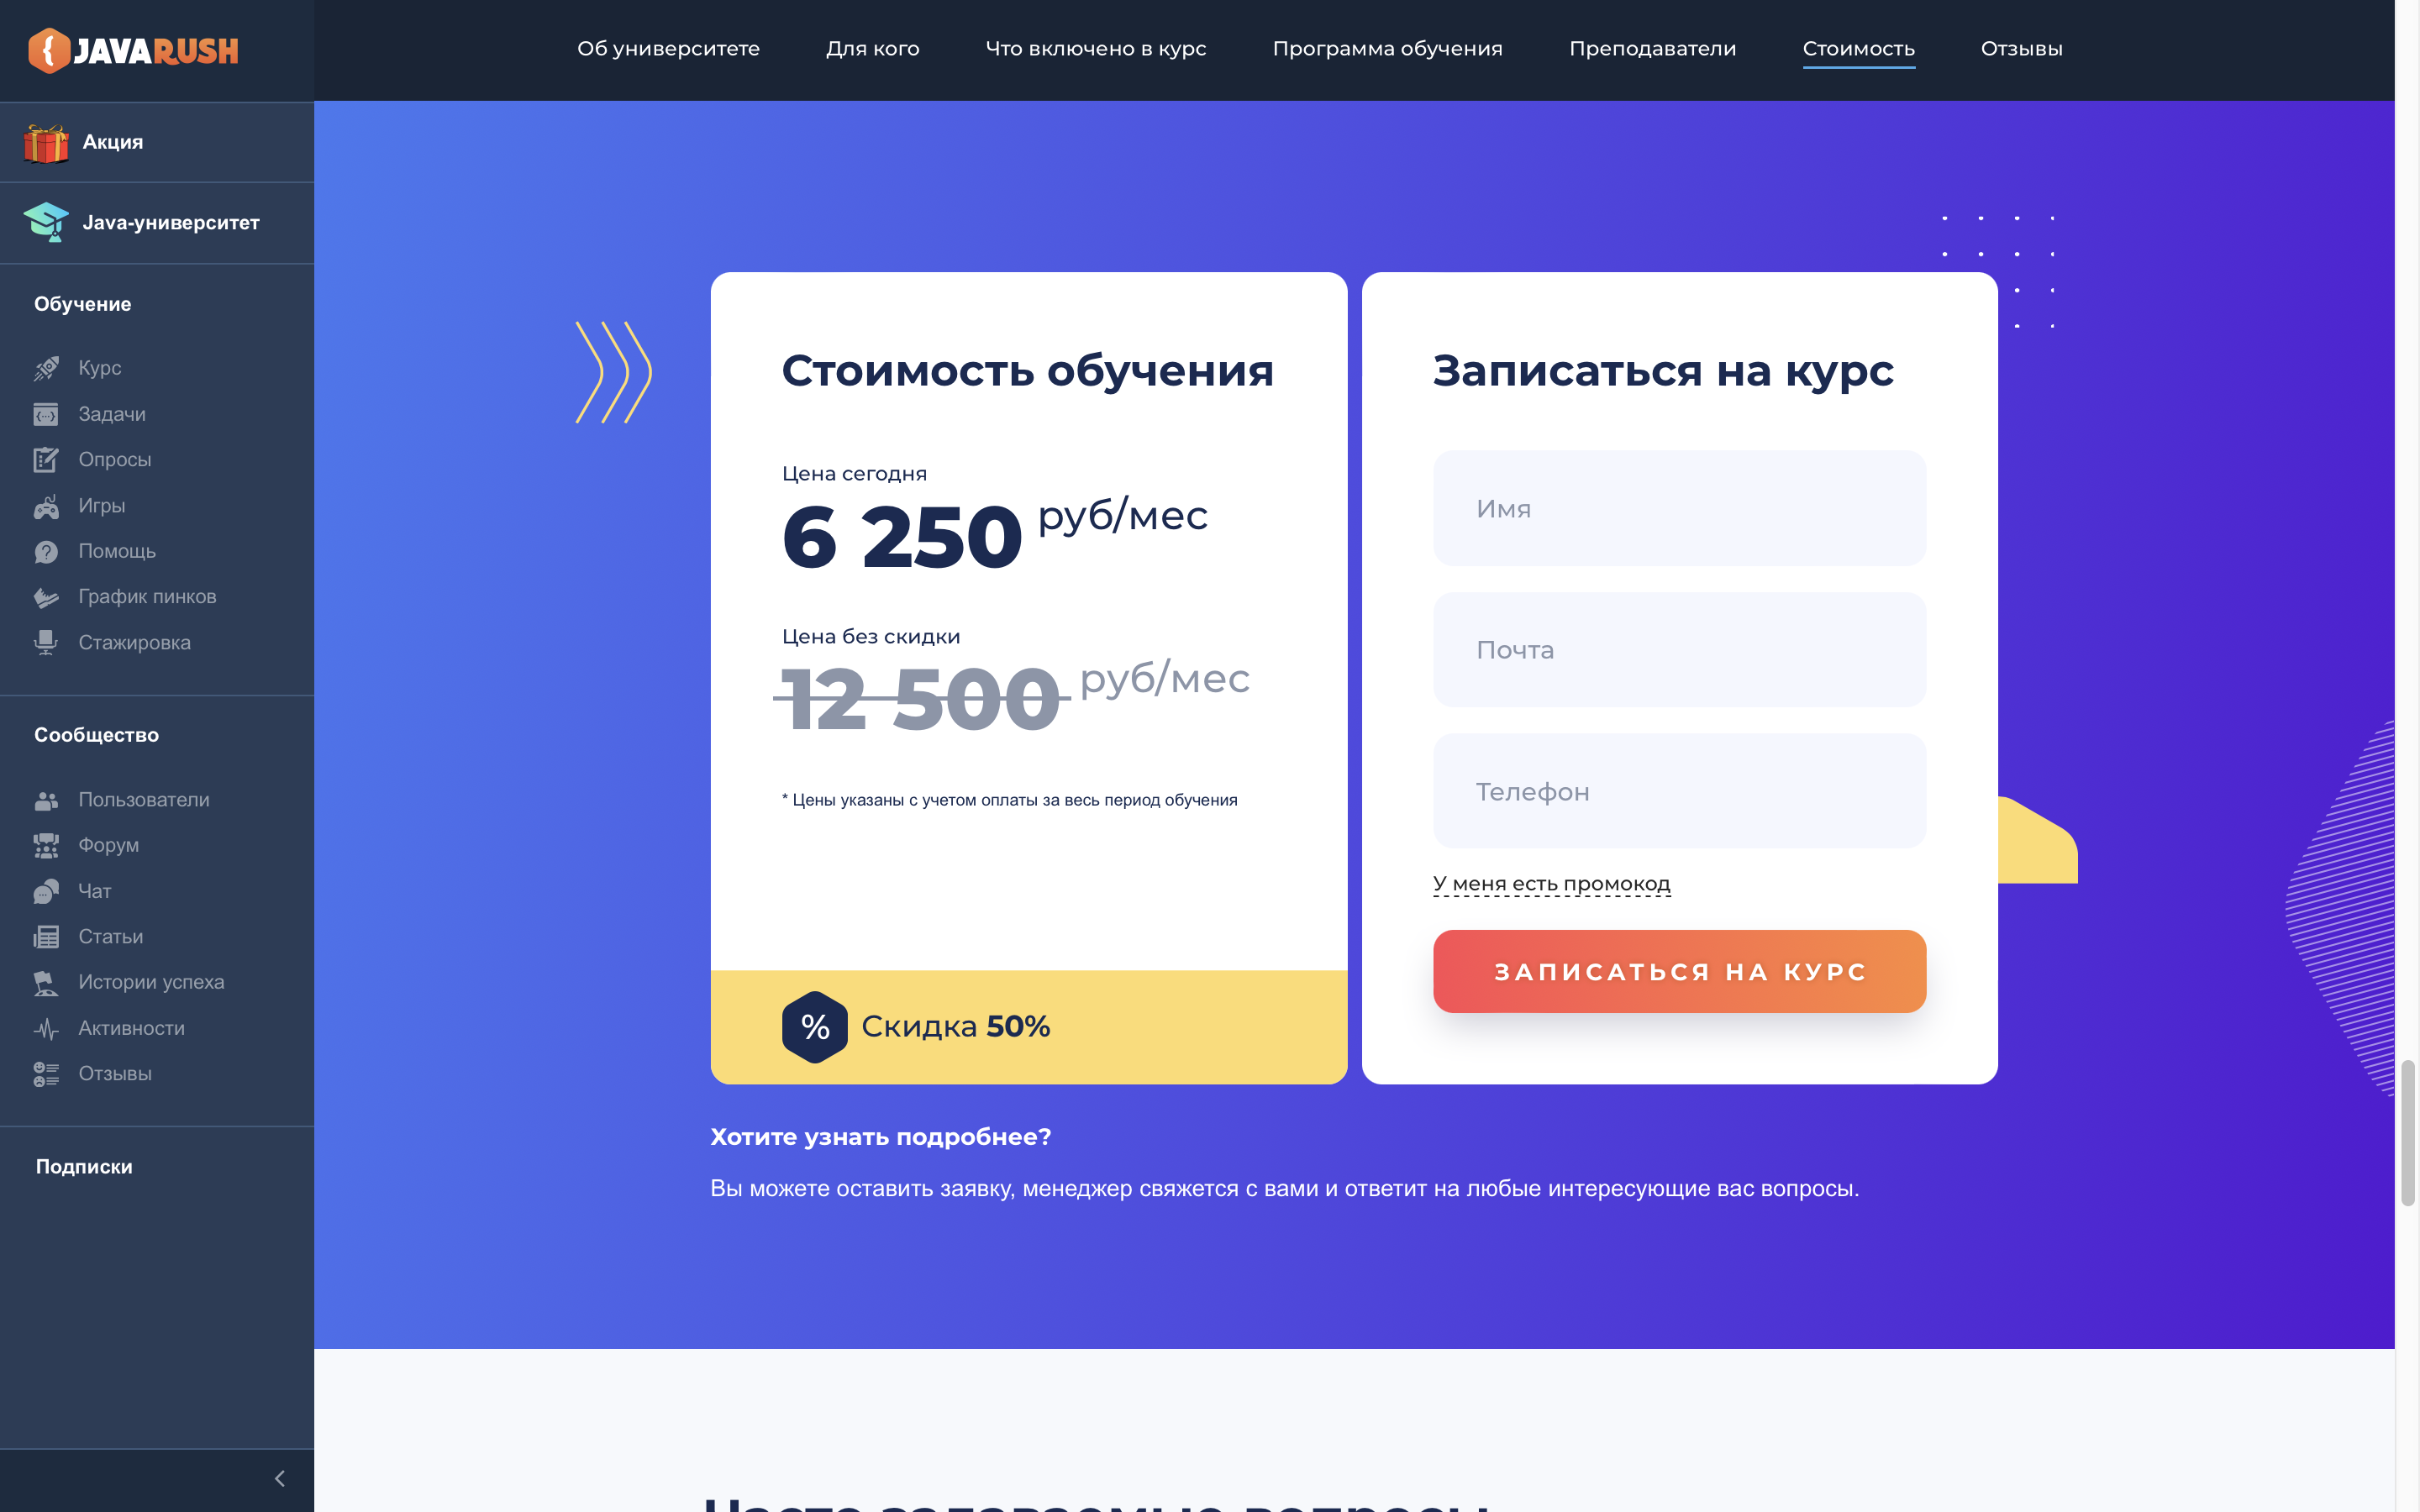 JAVARUSH
Акция
Java-университет
Обучение
Курс
Задачи
Опросы
Игры
Помощь
График пинков
Стажировка
Сообщество
Пользователи
Форум
Чат
Статьи
Истории успеха
Активности
Отзывы
Подписки
Об университете
Для кого
Что включено в курс
Программа обучения
Преподаватели
Стоимость
Отзывы
Стоимость обучения
Цена сегодня
6 250 руб/мес
Цена без скидки
12 500 руб/мес
* Цены указаны с учетом оплаты за весь период обучения
% Скидка 50%
Записаться на курс
Имя
Почта
Телефон
У меня есть промокод
ЗАПИСАТЬСЯ НА КУРС
Хотите узнать подробнее?
Вы можете оставить заявку, менеджер свяжется с вами и ответит на любые интересующие вас вопросы.
Часто задаваемые вопросы